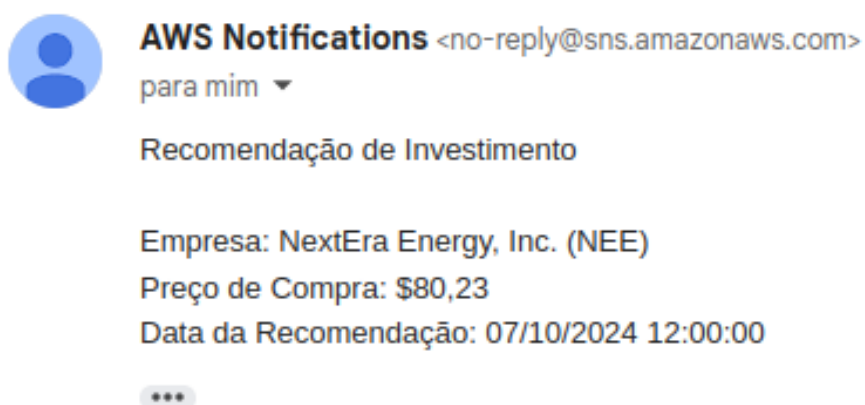 AWS Notifications <no-reply@sns.amazonaws.com>
para mim
Recomendação de Investimento
Empresa: NextEra Energy, Inc. (NEE)
Preço de Compra: $80,23
Data da Recomendação: 07/10/2024 12:00:00